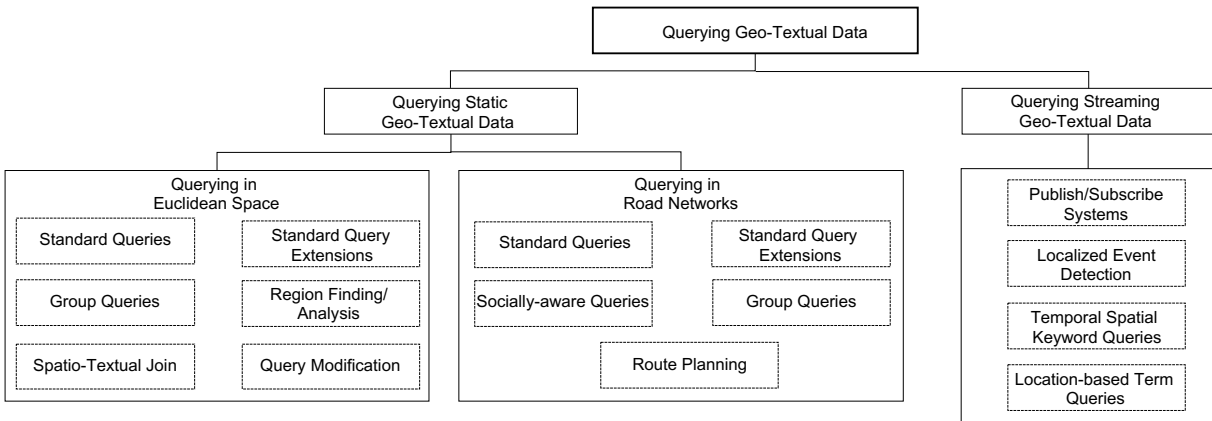 Querying Geo-Textual Data
Querying Static
Geo-Textual Data
Querying Streaming
Geo-Textual Data
Querying in
Euclidean Space
Standard Queries
Standard Query
Extensions
Group Queries
Region Finding/
Analysis
Spatio-Textual Join
Query Modification
Querying in
Road Networks
Standard Queries
Standard Query
Extensions
Socially-aware Queries
Group Queries
Route Planning
Publish/Subscribe
Systems
Localized Event
Detection
Temporal Spatial
Keyword Queries
Location-based Term
Queries